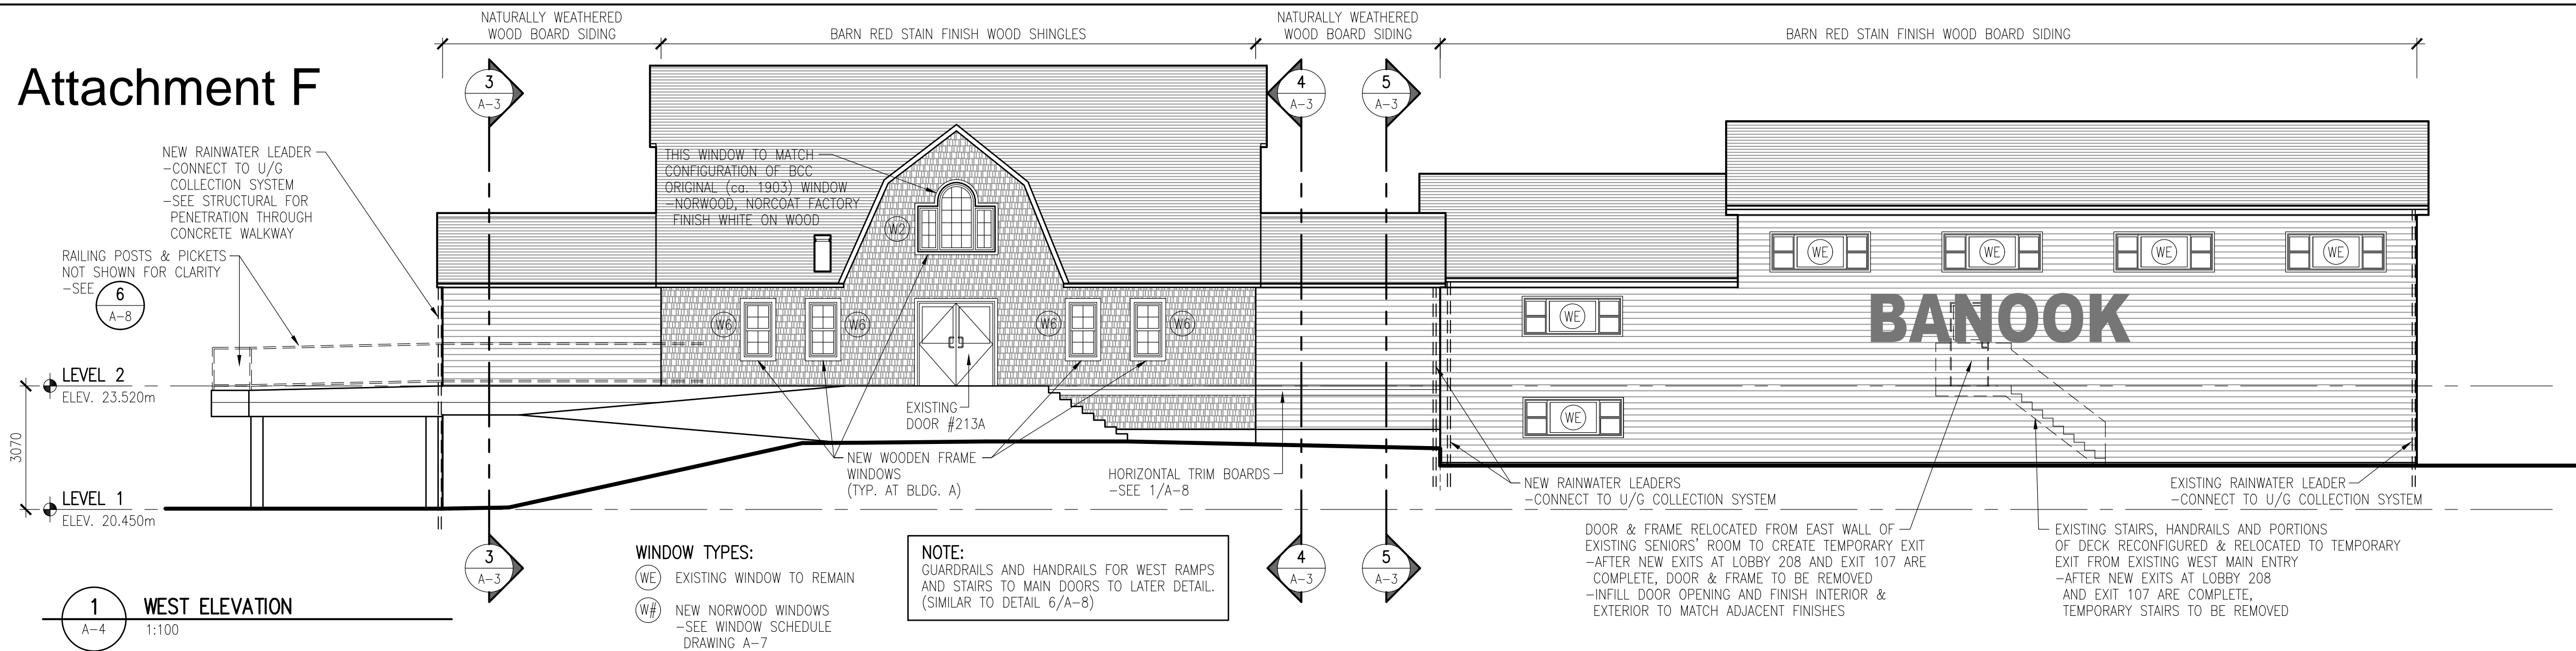 Attachment F
NATURALLY WEATHERED
WOOD BOARD SIDING
BARN RED STAIN FINISH WOOD SHINGLES
NATURALLY WEATHERED
WOOD BOARD SIDING
BARN RED STAIN FINISH WOOD BOARD SIDING
3
A-3
4
A-3
5
A-3
NEW RAINWATER LEADER
-CONNECT TO U/G
COLLECTION SYSTEM
-SEE STRUCTURAL FOR
PENETRATION THROUGH
CONCRETE WALKWAY
RAILING POSTS & PICKETS
NOT SHOWN FOR CLARITY
-SEE
6
A-8
THIS WINDOW TO MATCH
CONFIGURATION OF BCC
ORIGINAL (ca. 1903) WINDOW
-NORWOOD, NORCOAT FACTORY
FINISH WHITE ON WOOD
W2
W6
W6
W6
W6
WE
WE
WE
WE
WE
WE
BANOOK
LEVEL 2
ELEV. 23.520m
3070
LEVEL 1
ELEV. 20.450m
EXISTING
DOOR #213A
NEW WOODEN FRAME
WINDOWS
(TYP. AT BLDG. A)
HORIZONTAL TRIM BOARDS
-SEE 1/A-8
NEW RAINWATER LEADERS
-CONNECT TO U/G COLLECTION SYSTEM
EXISTING RAINWATER LEADER
-CONNECT TO U/G COLLECTION SYSTEM
DOOR & FRAME RELOCATED FROM EAST WALL OF
EXISTING SENIORS' ROOM TO CREATE TEMPORARY EXIT
-AFTER NEW EXITS AT LOBBY 208 AND EXIT 107 ARE
COMPLETE, DOOR & FRAME TO BE REMOVED
-INFILL DOOR OPENING AND FINISH INTERIOR &
EXTERIOR TO MATCH ADJACENT FINISHES
EXISTING STAIRS, HANDRAILS AND PORTIONS
OF DECK RECONFIGURED & RELOCATED TO TEMPORARY
EXIT FROM EXISTING WEST MAIN ENTRY
-AFTER NEW EXITS AT LOBBY 208
AND EXIT 107 ARE COMPLETE,
TEMPORARY STAIRS TO BE REMOVED
3
A-3
4
A-3
5
A-3
WINDOW TYPES:
WE EXISTING WINDOW TO REMAIN
W# NEW NORWOOD WINDOWS
-SEE WINDOW SCHEDULE
DRAWING A-7
NOTE:
GUARDRAILS AND HANDRAILS FOR WEST RAMPS
AND STAIRS TO MAIN DOORS TO LATER DETAIL.
(SIMILAR TO DETAIL 6/A-8)
1
A-4
WEST ELEVATION
1:100